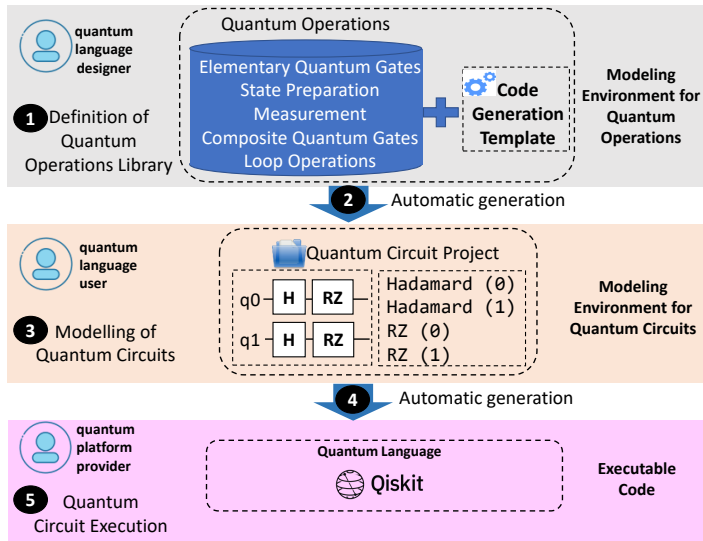 quantum
language
designer
1 Definition of
Quantum
Operations Library
Quantum Operations
Elementary Quantum Gates
State Preparation
Measurement
Composite Quantum Gates
Loop Operations
Code
Generation
Template
Modeling
Environment for
Quantum
Operations
2 Automatic generation
quantum
language
user
3 Modelling of
Quantum Circuits
Quantum Circuit Project
q0 H RZ
q1 H RZ
Hadamard (0)
Hadamard (1)
RZ (0)
RZ (1)
Modeling
Environment for
Quantum Circuits
4 Automatic generation
quantum
platform
provider
5 Quantum
Circuit Execution
Quantum Language
Qiskit
Executable
Code